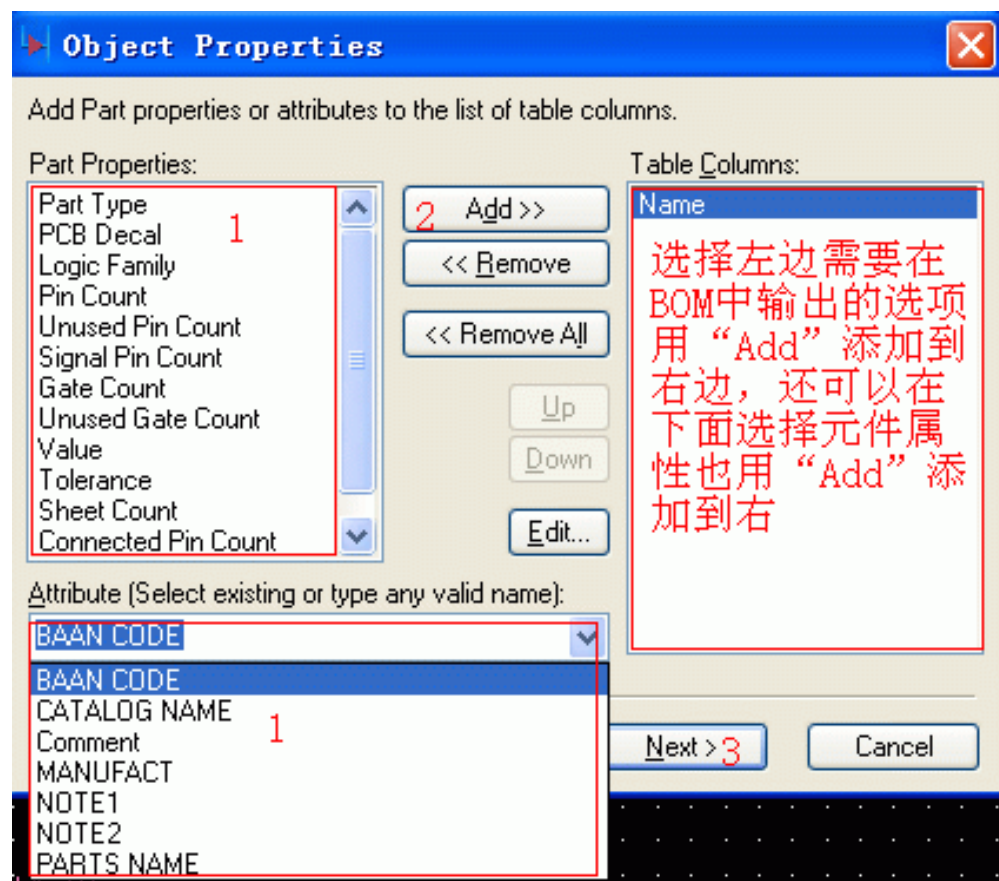 Object Properties
Add Part properties or attributes to the list of table columns.
Part Properties:
Table Columns:
Part Type
PCB Decal
Logic Family
Pin Count
Unused Pin Count
Signal Pin Count
Gate Count
Unused Gate Count
Value
Tolerance
Sheet Count
Connected Pin Count
1
2 Add >>
<< Remove
<< Remove All
Up
Down
Edit...
Name
选择左边需要在
BOM中输出的选项
用“Add”添加到
右边，还可以在
下面选择元件属
性也用“Add”添
加到右
Attribute (Select existing or type any valid name):
BAAN CODE
BAAN CODE
CATALOG NAME
Comment
MANUFACT
NOTE1
NOTE2
PARTS NAME
1
Next > 3
Cancel